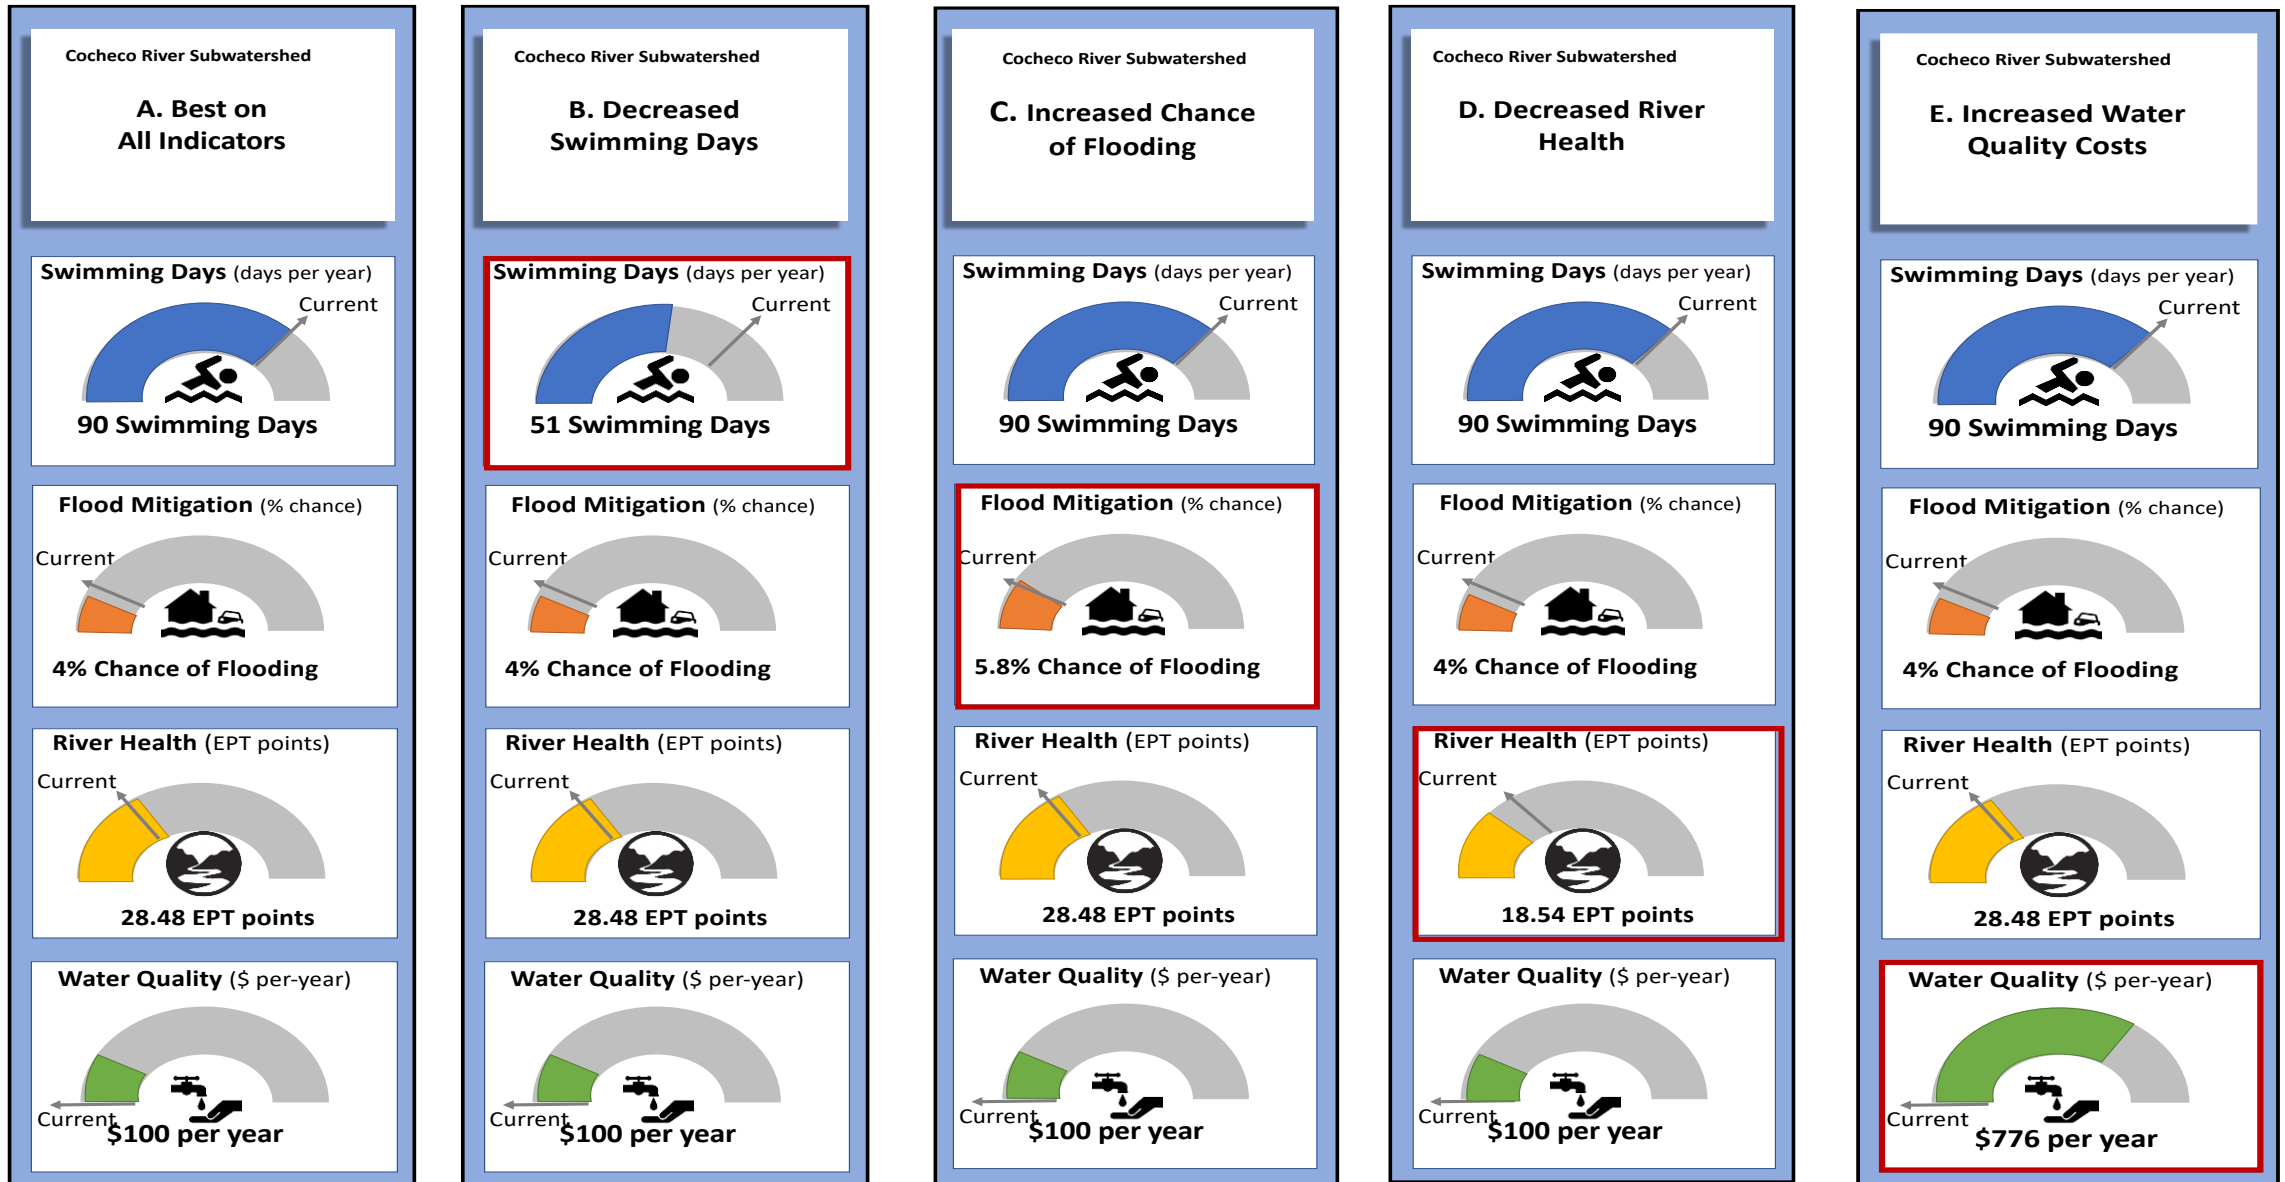 Cocheco River Subwatershed
A. Best on
All Indicators
Swimming Days (days per year)
Current
90 Swimming Days
Flood Mitigation (% chance)
Current
4% Chance of Flooding
River Health (EPT points)
Current
28.48 EPT points
Water Quality ($ per-year)
Current
$100 per year
Cocheco River Subwatershed
B. Decreased
Swimming Days
Swimming Days (days per year)
Current
51 Swimming Days
Flood Mitigation (% chance)
Current
4% Chance of Flooding
River Health (EPT points)
Current
28.48 EPT points
Water Quality ($ per-year)
Current
$100 per year
Cocheco River Subwatershed
C. Increased Chance
of Flooding
Swimming Days (days per year)
Current
90 Swimming Days
Flood Mitigation (% chance)
Current
5.8% Chance of Flooding
River Health (EPT points)
Current
28.48 EPT points
Water Quality ($ per-year)
Current
$100 per year
Cocheco River Subwatershed
D. Decreased River
Health
Swimming Days (days per year)
Current
90 Swimming Days
Flood Mitigation (% chance)
Current
4% Chance of Flooding
River Health (EPT points)
Current
18.54 EPT points
Water Quality ($ per-year)
Current
$100 per year
Cocheco River Subwatershed
E. Increased Water
Quality Costs
Swimming Days (days per year)
Current
90 Swimming Days
Flood Mitigation (% chance)
Current
4% Chance of Flooding
River Health (EPT points)
Current
28.48 EPT points
Water Quality ($ per-year)
Current
$776 per year